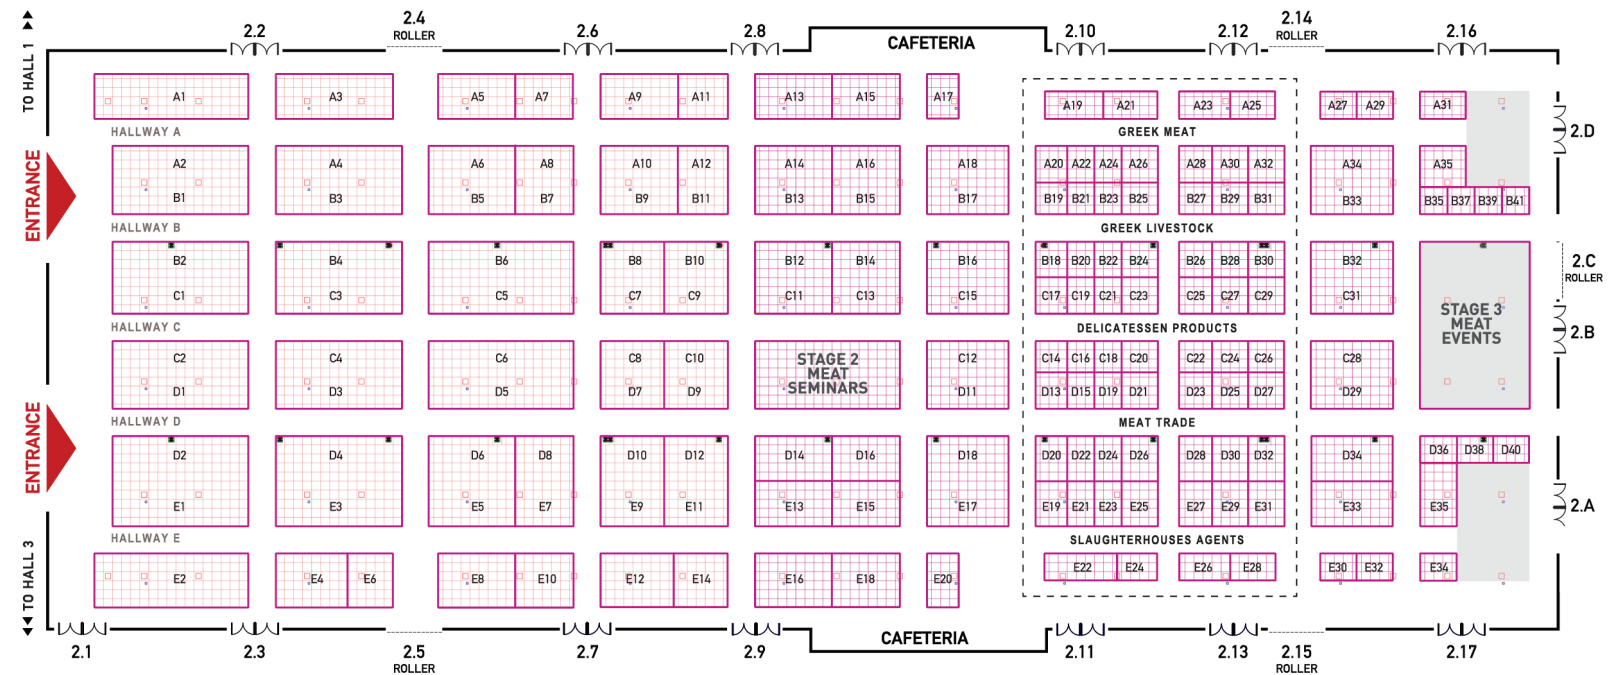 2.2
2.4
ROLLER
2.6
2.8
CAFETERIA
2.10
2.12
2.14
ROLLER
2.16
TO HALL 1
A1 A3 A5 A7 A9 A11 A13 A15 A17 A19 A21 A23 A25 A27 A29 A31
HALLWAY A
GREEK MEAT
2.D
ENTRANCE
A2 A4 A6 A8 A10 A12 A14 A16 A18 A20 A22 A24 A26 A28 A30 A32 A34 A35
B1 B3 B5 B7 B9 B11 B13 B15 B17 B19 B21 B23 B25 B27 B29 B31 B33 B35 B37 B39 B41
HALLWAY B
GREEK LIVESTOCK
B2 B4 B6 B8 B10 B12 B14 B16 B18 B20 B22 B24 B26 B28 B30 B32
2.C
ROLLER
C1 C3 C5 C7 C9 C11 C13 C15 C17 C19 C21 C23 C25 C27 C29 C31
STAGE 3
MEAT
EVENTS
HALLWAY C
DELICATESSEN PRODUCTS
2.B
C2 C4 C6 C8 C10
STAGE 2
MEAT
SEMINARS
C12 C14 C16 C18 C20 C22 C24 C26 C28
D1 D3 D5 D7 D9 D11 D13 D15 D19 D21 D23 D25 D27 D29
HALLWAY D
MEAT TRADE
ENTRANCE
D2 D4 D6 D8 D10 D12 D14 D16 D18 D20 D22 D24 D26 D28 D30 D32 D34 D36 D38 D40
E1 E3 E5 E7 E9 E11 E13 E15 E17 E19 E21 E23 E25 E27 E29 E31 E33 E35
2.A
HALLWAY E
SLAUGHTERHOUSES AGENTS
E2 E4 E6 E8 E10 E12 E14 E16 E18 E20 E22 E24 E26 E28 E30 E32 E34
TO HALL 3
CAFETERIA
2.1
2.3
2.5
ROLLER
2.7
2.9
2.11
2.13
2.15
ROLLER
2.17